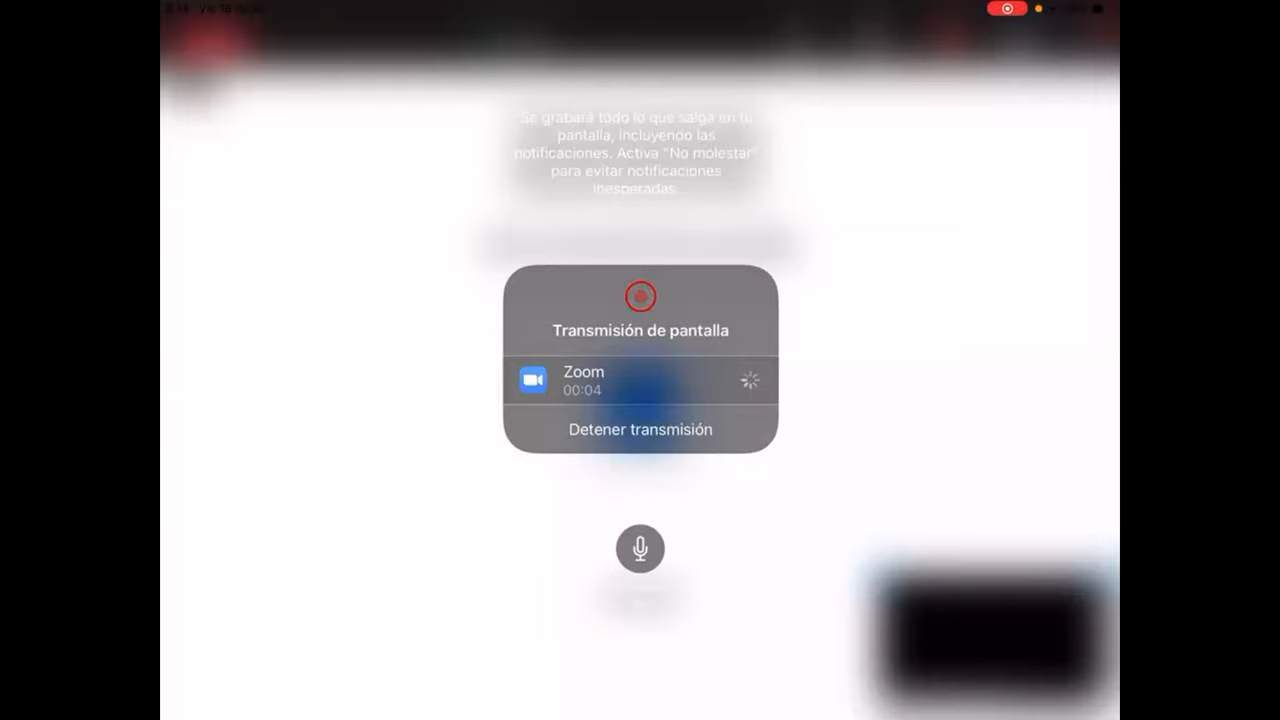 Se grabará todo lo que salga en tu
pantalla, incluyendo las
notificaciones. Activa "No molestar"
para evitar notificaciones
inesperadas.
Transmisión de pantalla
Zoom
00:04
Detener transmisión